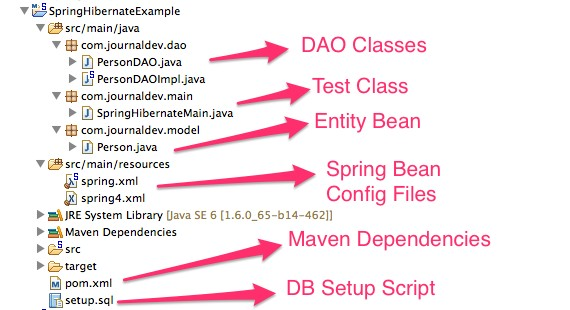 SpringHibernateExample
src/main/java
com.journaldev.dao
PersonDAO.java
DAO Classes
PersonDAOImpl.java
com.journaldev.main
Test Class
SpringHibernateMain.java
Entity Bean
com.journaldev.model
Person.java
src/main/resources
Spring Bean
Config Files
spring.xml
spring4.xml
JRE System Library [Java SE 6 [1.6.0_65-b14-462]]
Maven Dependencies
Maven Dependencies
src
target
pom.xml
DB Setup Script
setup.sql